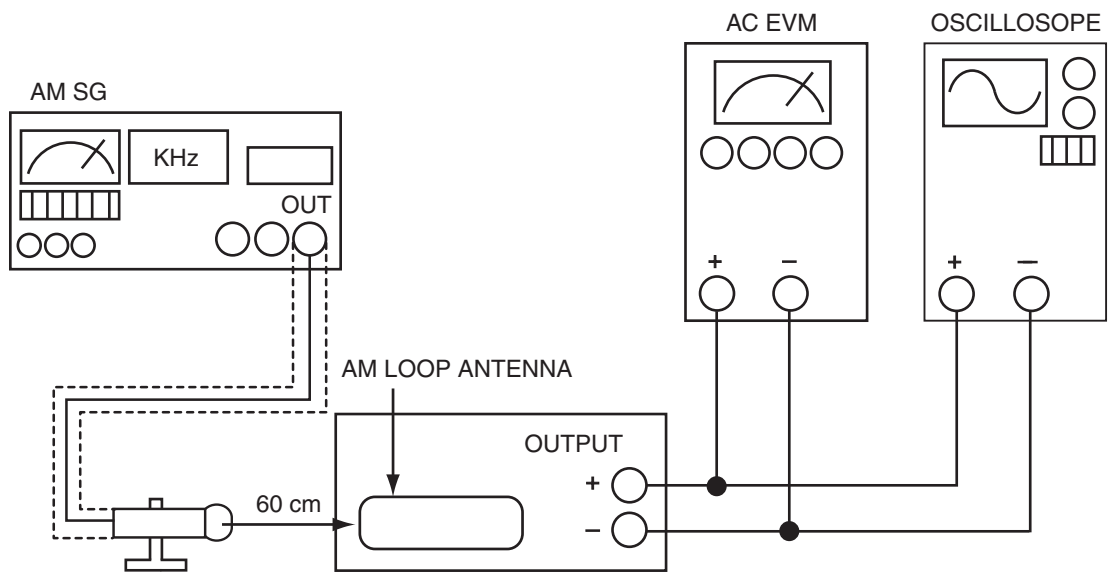 AC EVM
OSCILLOSOPE
AM SG
KHz
OUT
+ −
+ −
AM LOOP ANTENNA
OUTPUT
+
60 cm
−